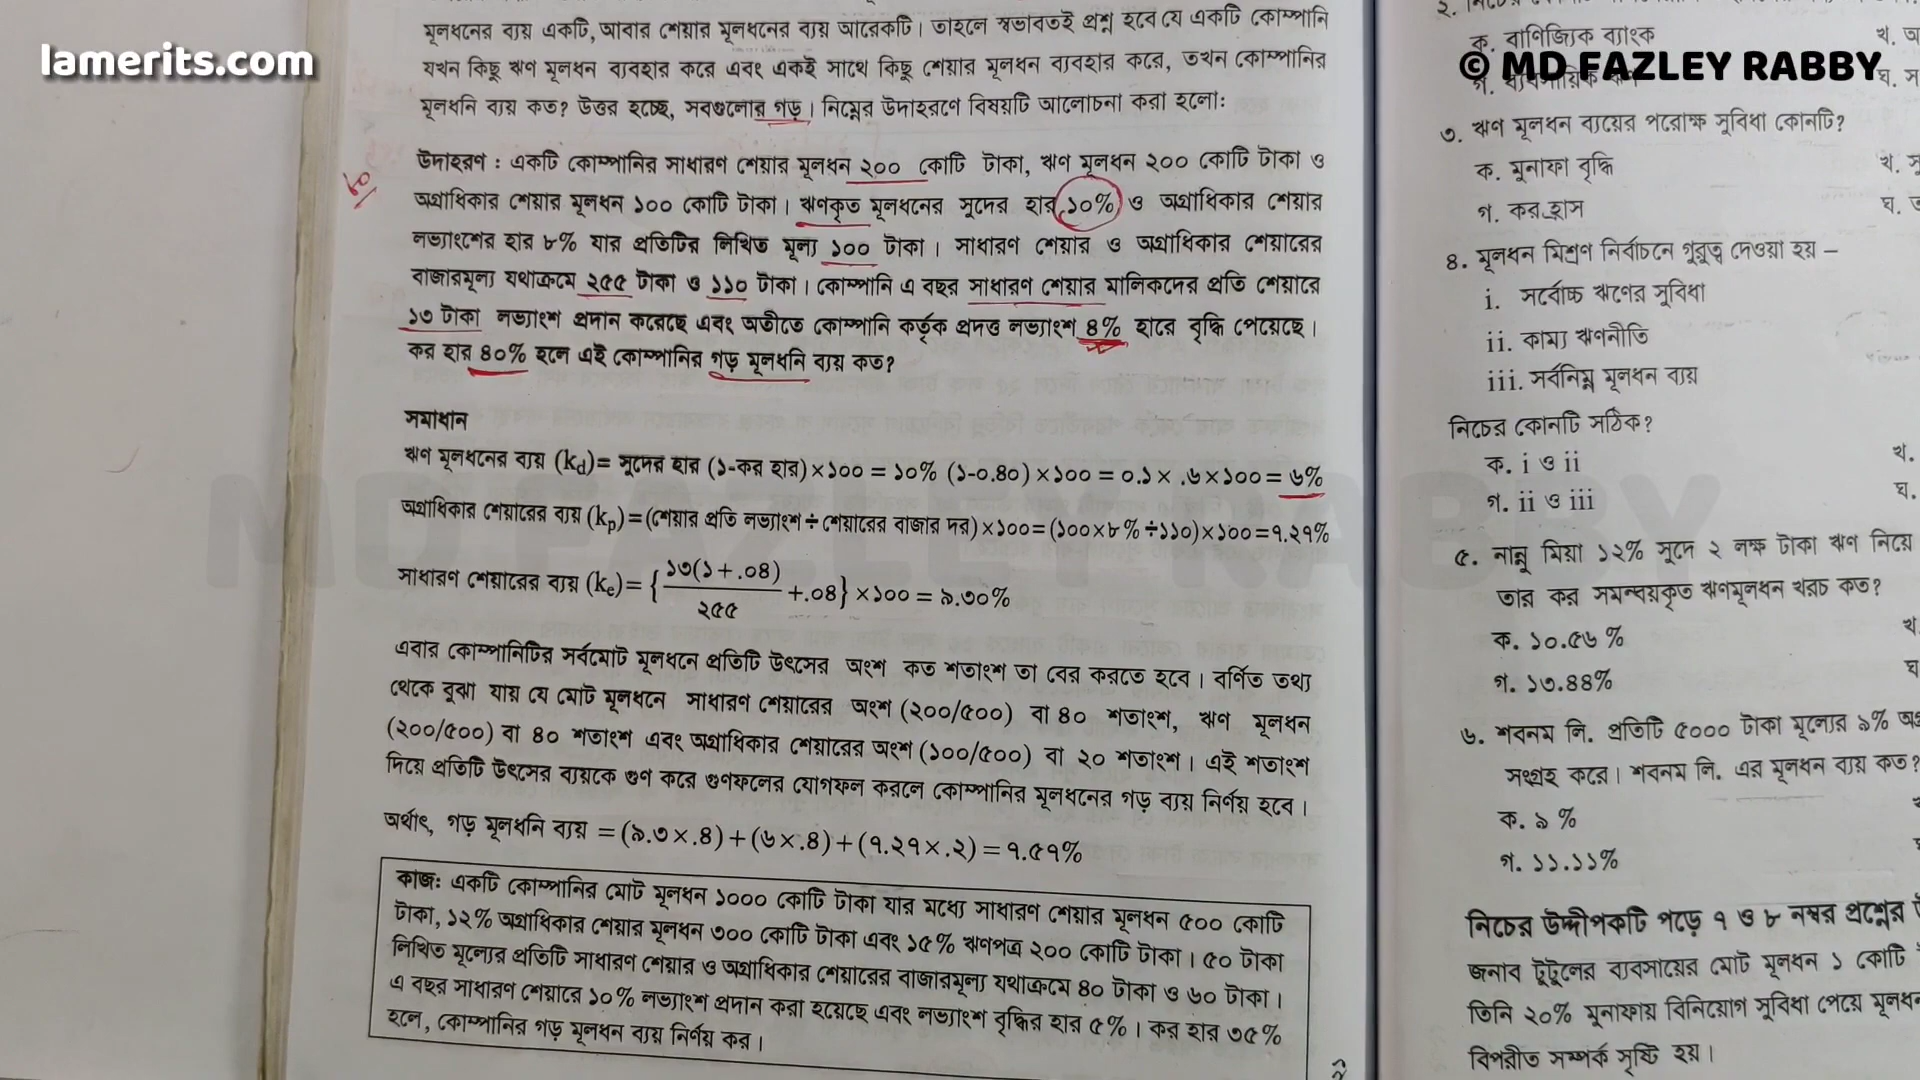 lamerits.com
© MD FAZLEY RABBY
মূলধনের ব্যয় একটি, আবার শেয়ার মূলধনের ব্যয় আরেকটি। তাহলে স্বভাবতই প্রশ্ন হবে যে একটি কোম্পানি
যখন কিছু ঋণ মূলধন ব্যবহার করে এবং একই সাথে কিছু শেয়ার মূলধন ব্যবহার করে, তখন কোম্পানির
মূলধনি ব্যয় কত? উত্তর হচ্ছে, সবগুলোর গড়। নিম্নের উদাহরণে বিষয়টি আলোচনা করা হলো:
উদাহরণ : একটি কোম্পানির সাধারণ শেয়ার মূলধন ২০০ কোটি টাকা, ঋণ মূলধন ২০০ কোটি টাকা ও
অগ্রাধিকার শেয়ার মূলধন ১০০ কোটি টাকা। ঋণকৃত মূলধনের সুদের হার ১০% ও অগ্রাধিকার শেয়ার
লভ্যাংশের হার ৮% যার প্রতিটির লিখিত মূল্য ১০০ টাকা। সাধারণ শেয়ার ও অগ্রাধিকার শেয়ারের
বাজারমূল্য যথাক্রমে ২৫৫ টাকা ও ১১০ টাকা। কোম্পানি এ বছর সাধারণ শেয়ার মালিকদের প্রতি শেয়ারে
১৩ টাকা লভ্যাংশ প্রদান করেছে এবং অতীতে কোম্পানি কর্তৃক প্রদত্ত লভ্যাংশ ৪% হারে বৃদ্ধি পেয়েছে।
কর হার ৪০% হলে এই কোম্পানির গড় মূলধনি ব্যয় কত?
সমাধান
ঋণ মূলধনের ব্যয় (kd)= সুদের হার (১-কর হার)×১০০ = ১০% (১-০.৪০) ×১০০ = ০.১× .৬×১০০ = ৬%
অগ্রাধিকার শেয়ারের ব্যয় (kp)=(শেয়ার প্রতি লভ্যাংশ÷শেয়ারের বাজার দর)×১০০=(১০০×৮%÷১১০)×১০০=৭.২৭%
সাধারণ শেয়ারের ব্যয় (ke)= {১৩(১+.০৪)/২৫৫ +.০৪} ×১০০ = ৯.৩০%
এবার কোম্পানিটির সর্বমোট মূলধনে প্রতিটি উৎসের অংশ কত শতাংশ তা বের করতে হবে। বর্ণিত তথ্য
থেকে বুঝা যায় যে মোট মূলধনে সাধারণ শেয়ারের অংশ (২০০/৫০০) বা ৪০ শতাংশ, ঋণ মূলধন
(২০০/৫০০) বা ৪০ শতাংশ এবং অগ্রাধিকার শেয়ারের অংশ (১০০/৫০০) বা ২০ শতাংশ। এই শতাংশ
দিয়ে প্রতিটি উৎসের ব্যয়কে গুণ করে গুণফলের যোগফল করলে কোম্পানির মূলধনের গড় ব্যয় নির্ণয় হবে।
অর্থাৎ, গড় মূলধনি ব্যয় = (৯.৩×.৪)+(৬×.৪)+(৭.২৭×.২) = ৭.৫৭%
কাজ: একটি কোম্পানির মোট মূলধন ১০০০ কোটি টাকা যার মধ্যে সাধারণ শেয়ার মূলধন ৫০০ কোটি
টাকা, ১২% অগ্রাধিকার শেয়ার মূলধন ৩০০ কোটি টাকা এবং ১৫% ঋণপত্র ২০০ কোটি টাকা। ৫০ টাকা
লিখিত মূল্যের প্রতিটি সাধারণ শেয়ার ও অগ্রাধিকার শেয়ারের বাজারমূল্য যথাক্রমে ৪০ টাকা ও ৬০ টাকা।
এ বছর সাধারণ শেয়ারে ১০% লভ্যাংশ প্রদান করা হয়েছে এবং লভ্যাংশ বৃদ্ধির হার ৫%। কর হার ৩৫%
হলে, কোম্পানির গড় মূলধন ব্যয় নির্ণয় কর।
MD FAZLEY RABBY
ক. বাণিজ্যিক ব্যাংক
খ.
গ.
ঘ.
৩. ঋণ মূলধন ব্যয়ের পরোক্ষ সুবিধা কোনটি?
ক. মুনাফা বৃদ্ধি
খ.
গ. কর হ্রাস
ঘ.
৪. মূলধন মিশ্রণ নির্বাচনে গুরুত্ব দেওয়া হয় –
i. সর্বোচ্চ ঋণের সুবিধা
ii. কাম্য ঋণনীতি
iii. সর্বনিম্ন মূলধন ব্যয়
নিচের কোনটি সঠিক?
ক. i ও ii
খ.
গ. ii ও iii
ঘ.
৫. নান্নু মিয়া ১২% সুদে ২ লক্ষ টাকা ঋণ নিয়ে
তার কর সমন্বয়কৃত ঋণমূলধন খরচ কত?
ক. ১০.৫৬ %
গ. ১৩.৪৪%
৬. শবনম লি. প্রতিটি ৫০০০ টাকা মূল্যের ৯%
সংগ্রহ করে। শবনম লি. এর মূলধন ব্যয় কত?
ক. ৯ %
গ. ১১.১১%
নিচের উদ্দীপকটি পড়ে ৭ ও ৮ নম্বর প্রশ্নের
জনাব টুটুলের ব্যবসায়ের মোট মূলধন ১ কোটি
তিনি ২০% মুনাফায় বিনিয়োগ সুবিধা পেয়ে মূলধন
বিপরীত সম্পর্ক সৃষ্টি হয়।